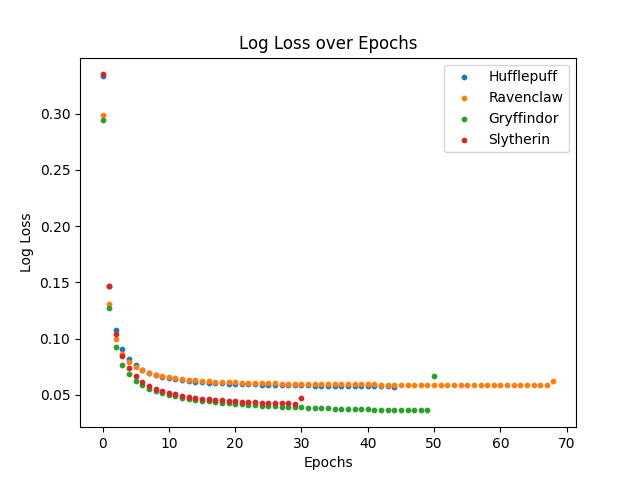 Log Loss over Epochs
Hufflepuff
Ravenclaw
Gryffindor
Slytherin
0.30
0.25
0.20
0.15
0.10
0.05
Log Loss
0 10 20 30 40 50 60 70
Epochs